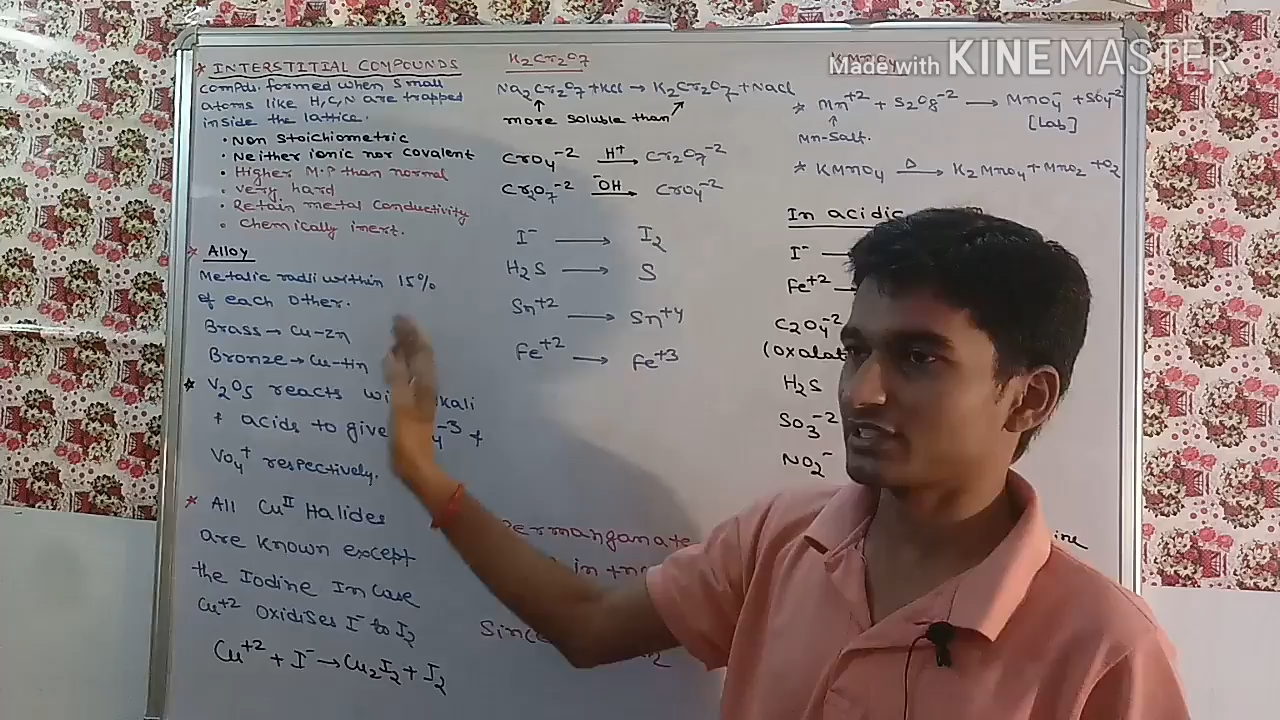 * INTERSTITIAL COMPOUNDS
Compds. formed when Small
atoms like H, C, N are trapped
inside the lattice.
• Non Stoichiometric
• Neither ionic nor covalent
• Higher M.P than normal
• very hard
• Retain metal Conductivity
• Chemically inert.
* Alloy
Metalic radii within 15%
of each other.
Brass → Cu-Zn
Bronze → Cu-tin
* V2O5 reacts alkali
+ acids to give -3 +
VO4+ respectively.
* All CuII Halides
are known except
the Iodine In Case
Cu+2 Oxidises I- to I2
Cu+2 + I- → Cu2I2 + I2
K2Cr2O7
Na2Cr2O7 + KCl → K2Cr2O7 + NaCl
↑
more soluble than
CrO4-2 H+→ Cr2O7-2
Cr2O7-2 -OH→ CrO4-2
I- → I2
H2S → S
Sn+2 → Sn+4
Fe+2 → Fe+3
Permanganate
in
Since
Made with KINEMASTER
* Mn+2 + S2O8-2 → MnO4- + SO4-2
↑
Mn-Salt. [Lab]
* KMnO4 Δ→ K2MnO4 + MnO2 + O2
In acidic
I-
Fe+2
C2O4-2
(Oxalat
H2S
SO3-2
NO2-